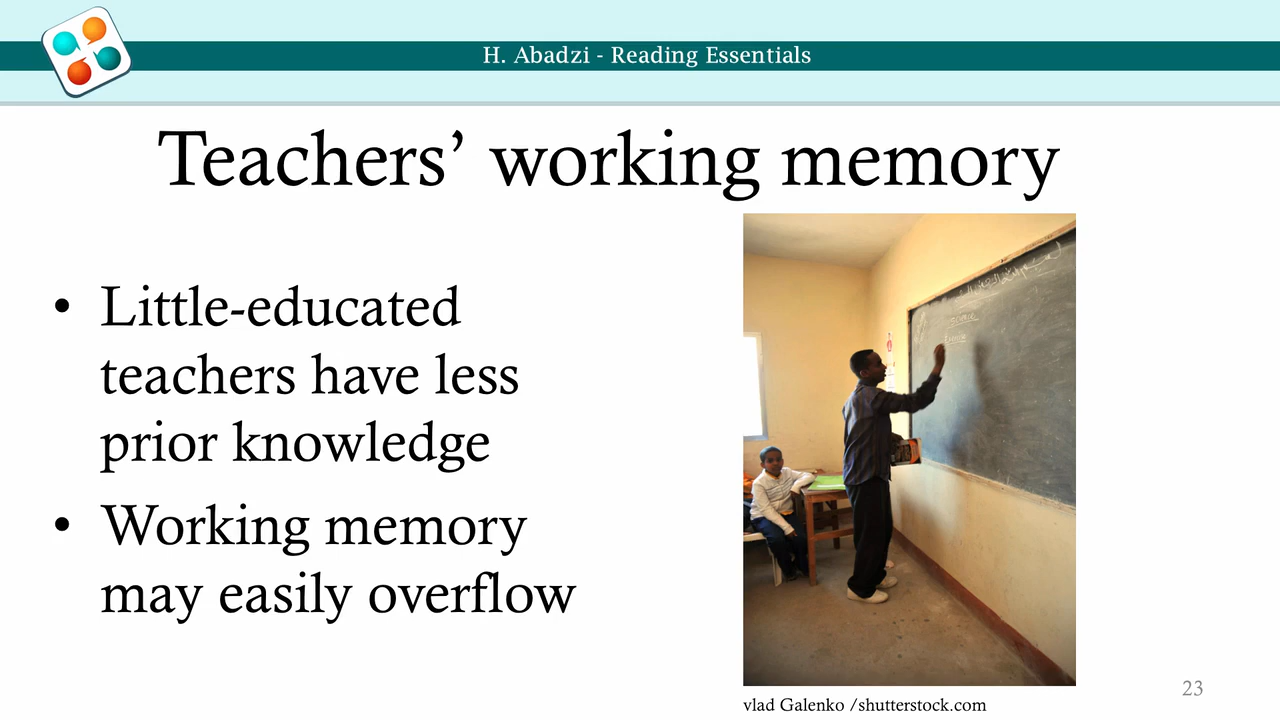 H. Abadzi - Reading Essentials
Teachers’ working memory
• Little-educated
teachers have less
prior knowledge
• Working memory
may easily overflow
vlad Galenko /shutterstock.com
23